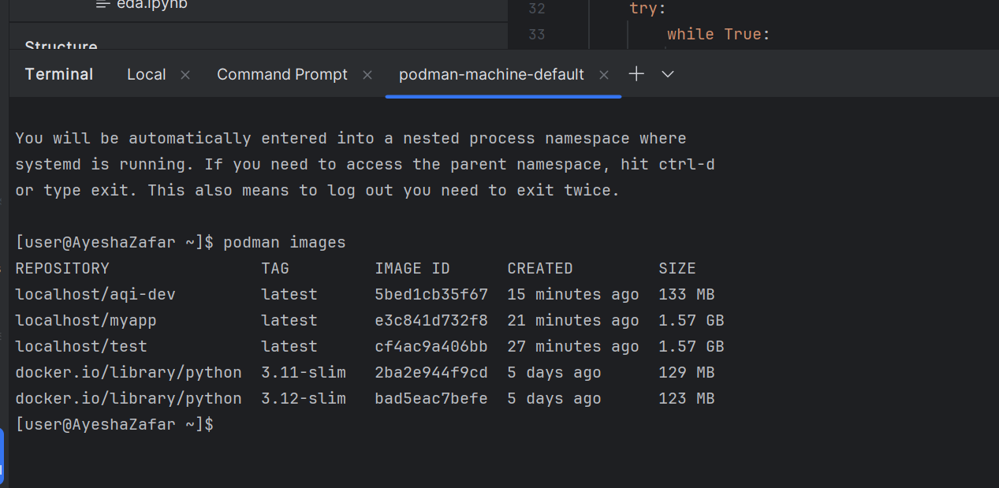 eda.ipynb
Structure
32 try:
33 while True:
Terminal Local × Command Prompt × podman-machine-default ×
You will be automatically entered into a nested process namespace where
systemd is running. If you need to access the parent namespace, hit ctrl-d
or type exit. This also means to log out you need to exit twice.
[user@AyeshaZafar ~]$ podman images
REPOSITORY TAG IMAGE ID CREATED SIZE
localhost/aqi-dev latest 5bed1cb35f67 15 minutes ago 133 MB
localhost/myapp latest e3c841d732f8 21 minutes ago 1.57 GB
localhost/test latest cf4ac9a406bb 27 minutes ago 1.57 GB
docker.io/library/python 3.11-slim 2ba2e944f9cd 5 days ago 129 MB
docker.io/library/python 3.12-slim bad5eac7befe 5 days ago 123 MB
[user@AyeshaZafar ~]$